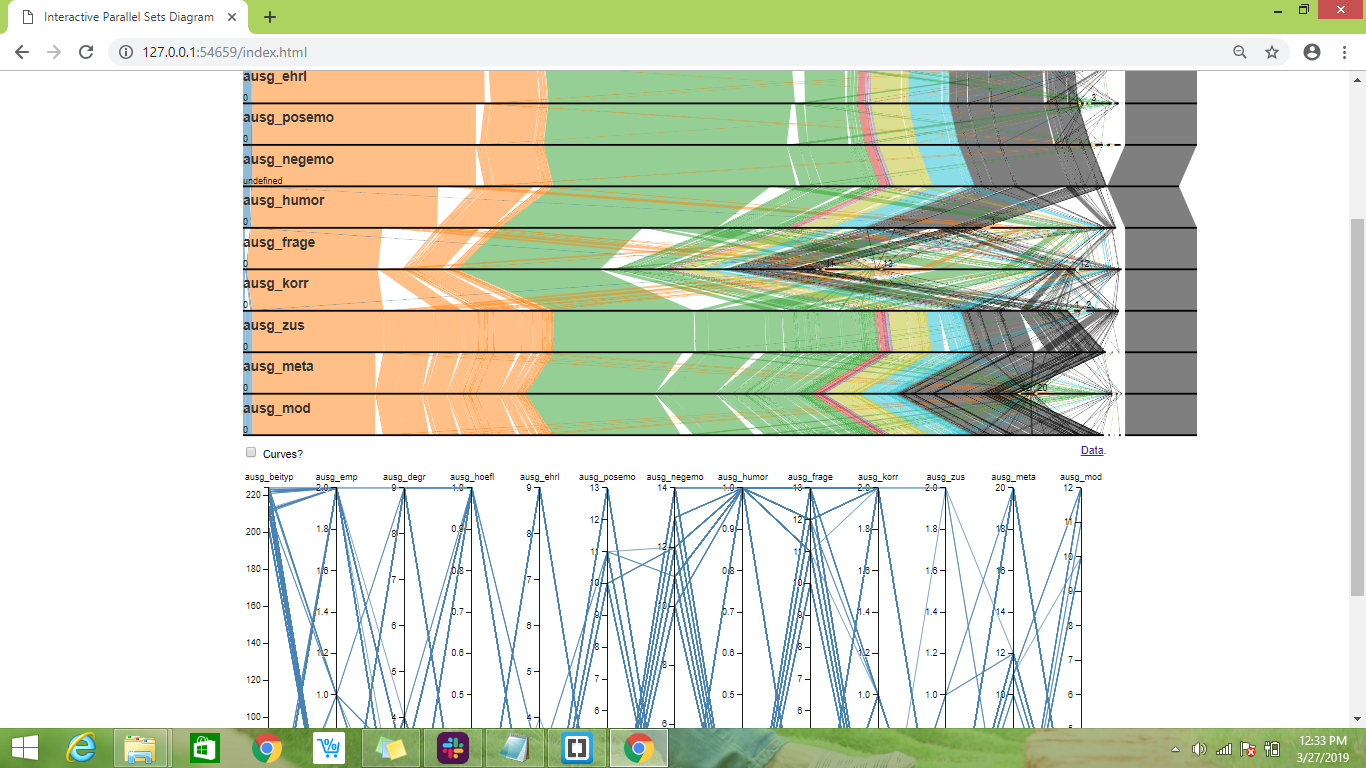 Interactive Parallel Sets Diagram
127.0.0.1:54659/index.html
ausg_ehrl
0
3
ausg_posemo
0
ausg_negemo
undefined
ausg_humor
0
ausg_frage
0
11
13
12
ausg_korr
0
2
ausg_zus
0
ausg_meta
0
20
ausg_mod
0
Curves?
Data.
ausg_beityp ausg_emp ausg_degr ausg_hoefl ausg_ehrl ausg_posemo ausg_negemo ausg_humor ausg_frage ausg_korr ausg_zus ausg_meta ausg_mod
220 2.0 9 1.0 9 13 14 1.0 13 2.0 2.0 20 12
200 1.8 8 0.9 8 12 12 0.9 12 1.8 1.8 18 11
180 1.6 7 0.8 7 11 10 0.8 11 1.6 1.6 16 10
160 1.4 6 0.7 6 10 8 0.7 10 1.4 1.4 14 9
140 1.2 5 0.6 5 9 6 0.6 9 1.2 1.2 12 8
120 1.0 4 0.5 4 8 0.5 8 1.0 1.0 10 7
100 7 7 6
6 6 5
12:33 PM
3/27/2019